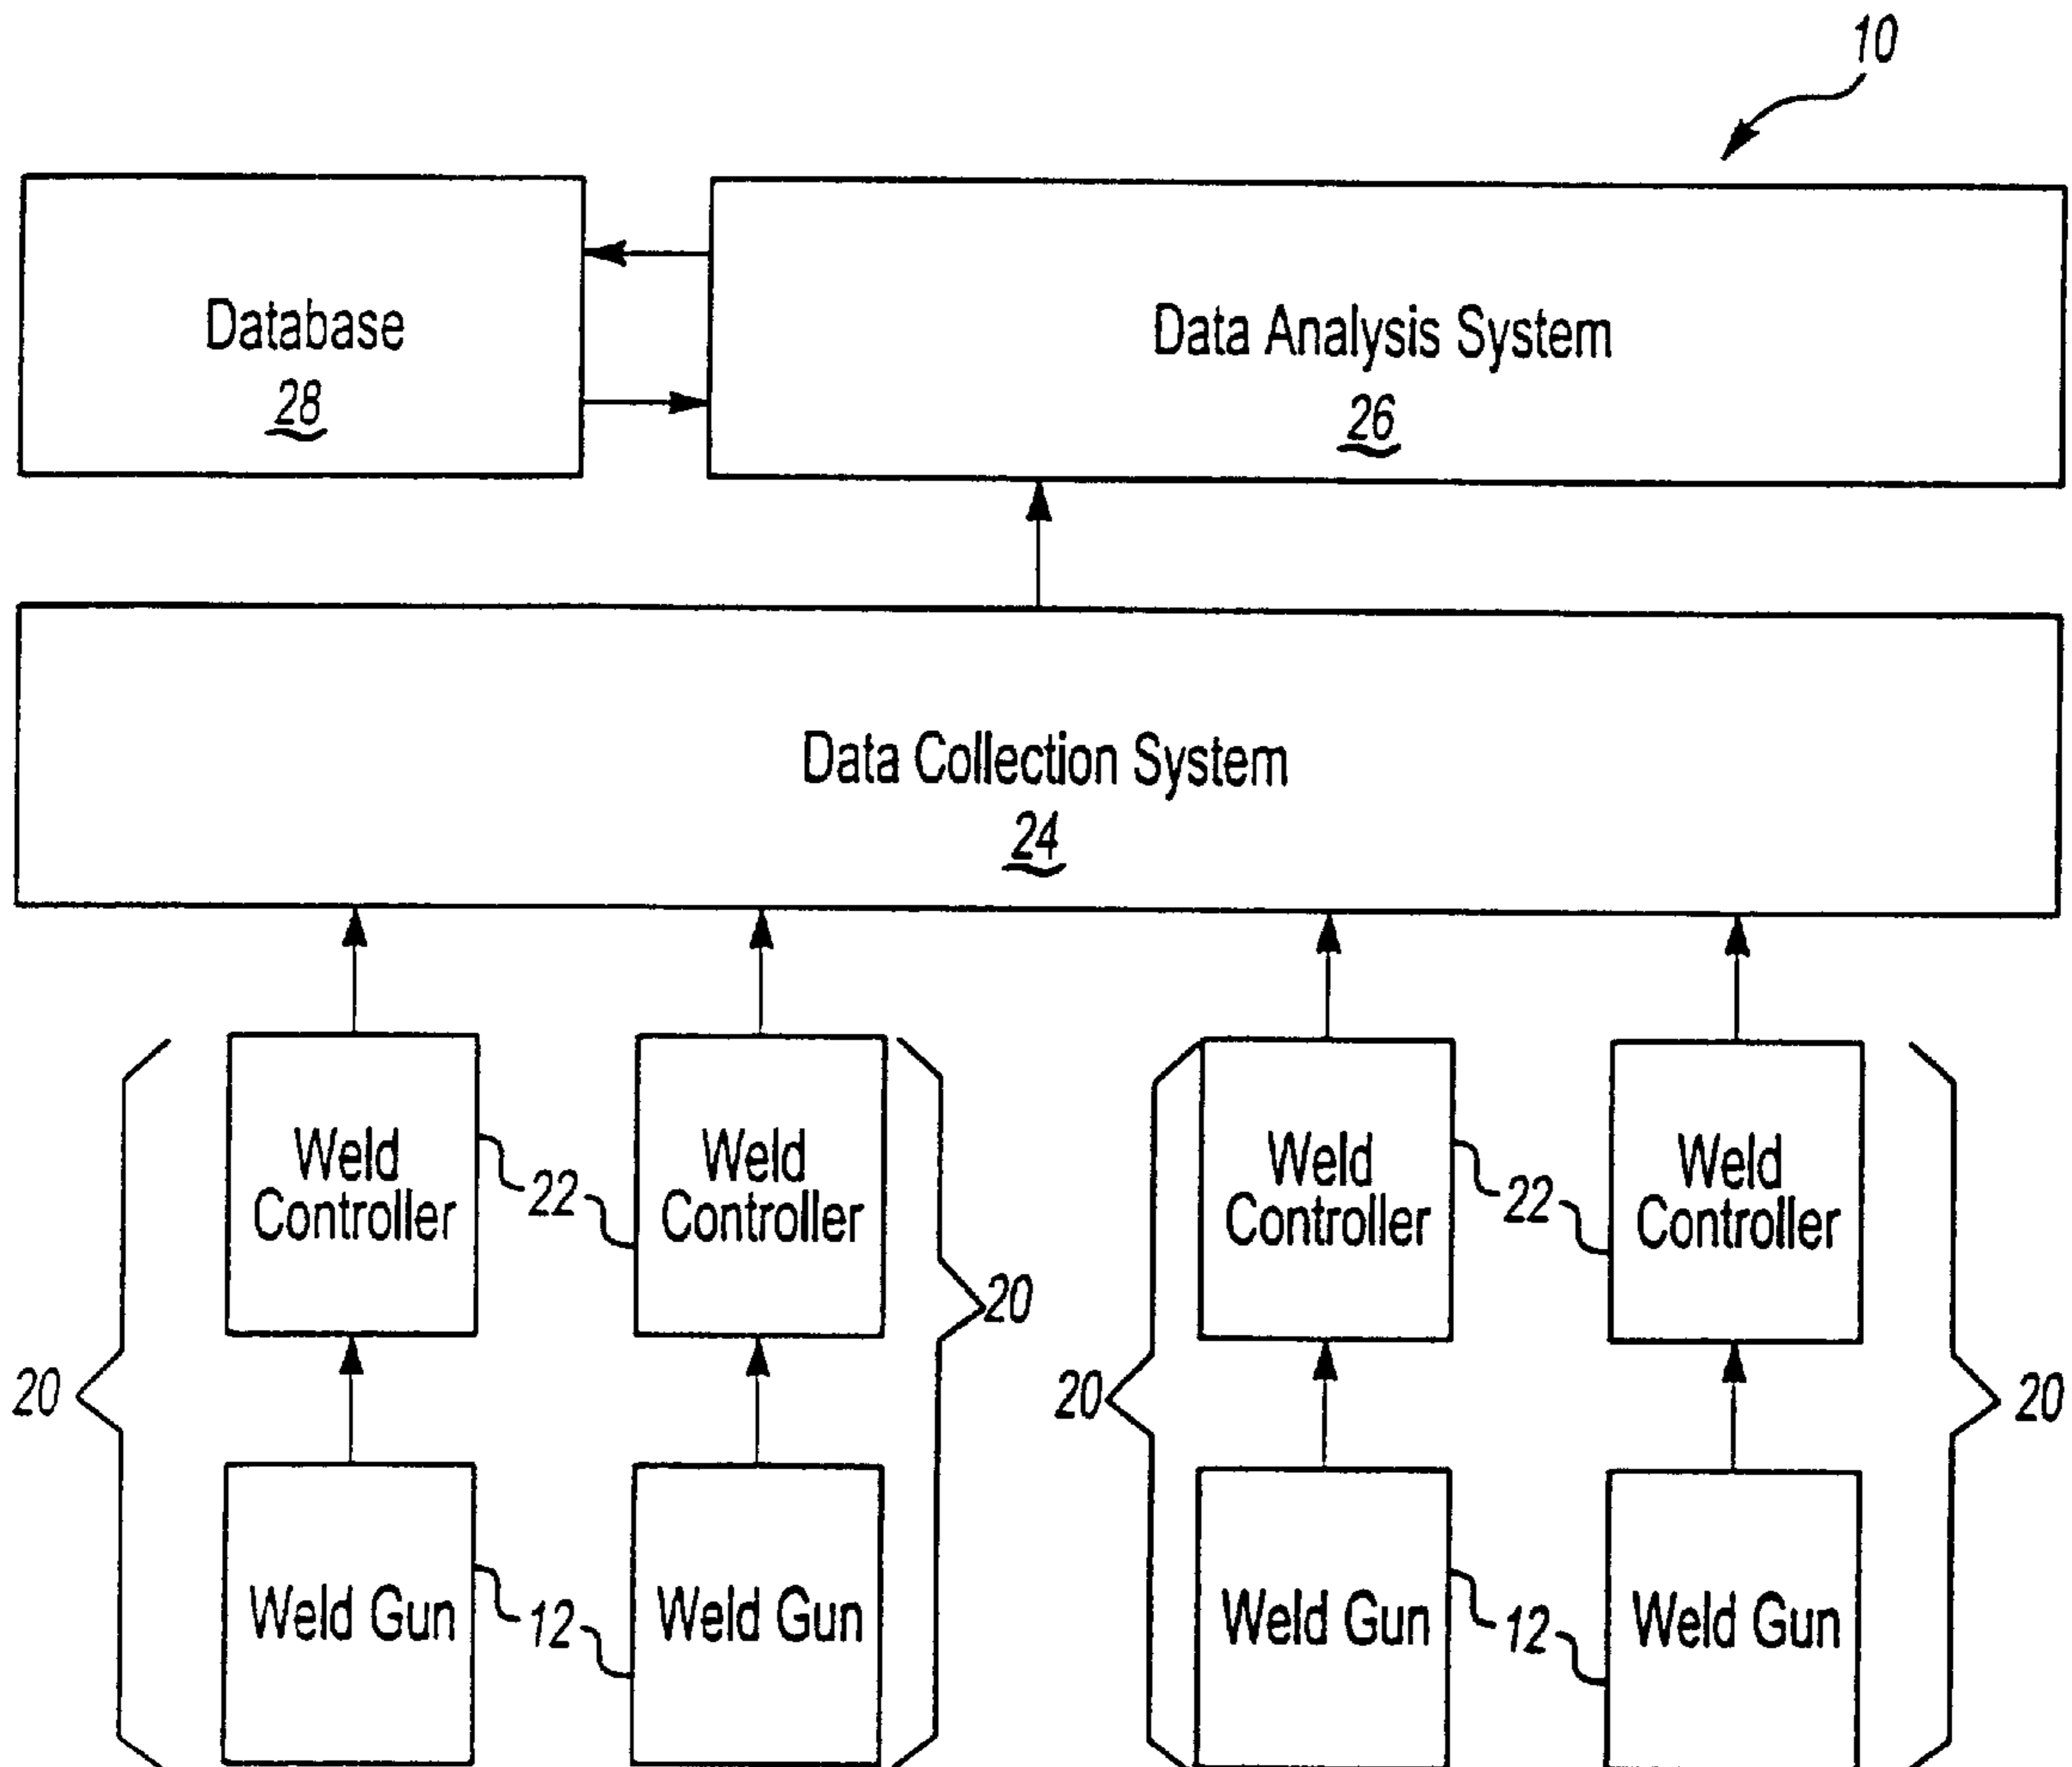 10
Database
28
Data Analysis System
26
Data Collection System
24
Weld
Controller
22
Weld
Controller
20
Weld
Controller
22
Weld
Controller
20
20
20
Weld Gun
12
Weld Gun
Weld Gun
12
Weld Gun